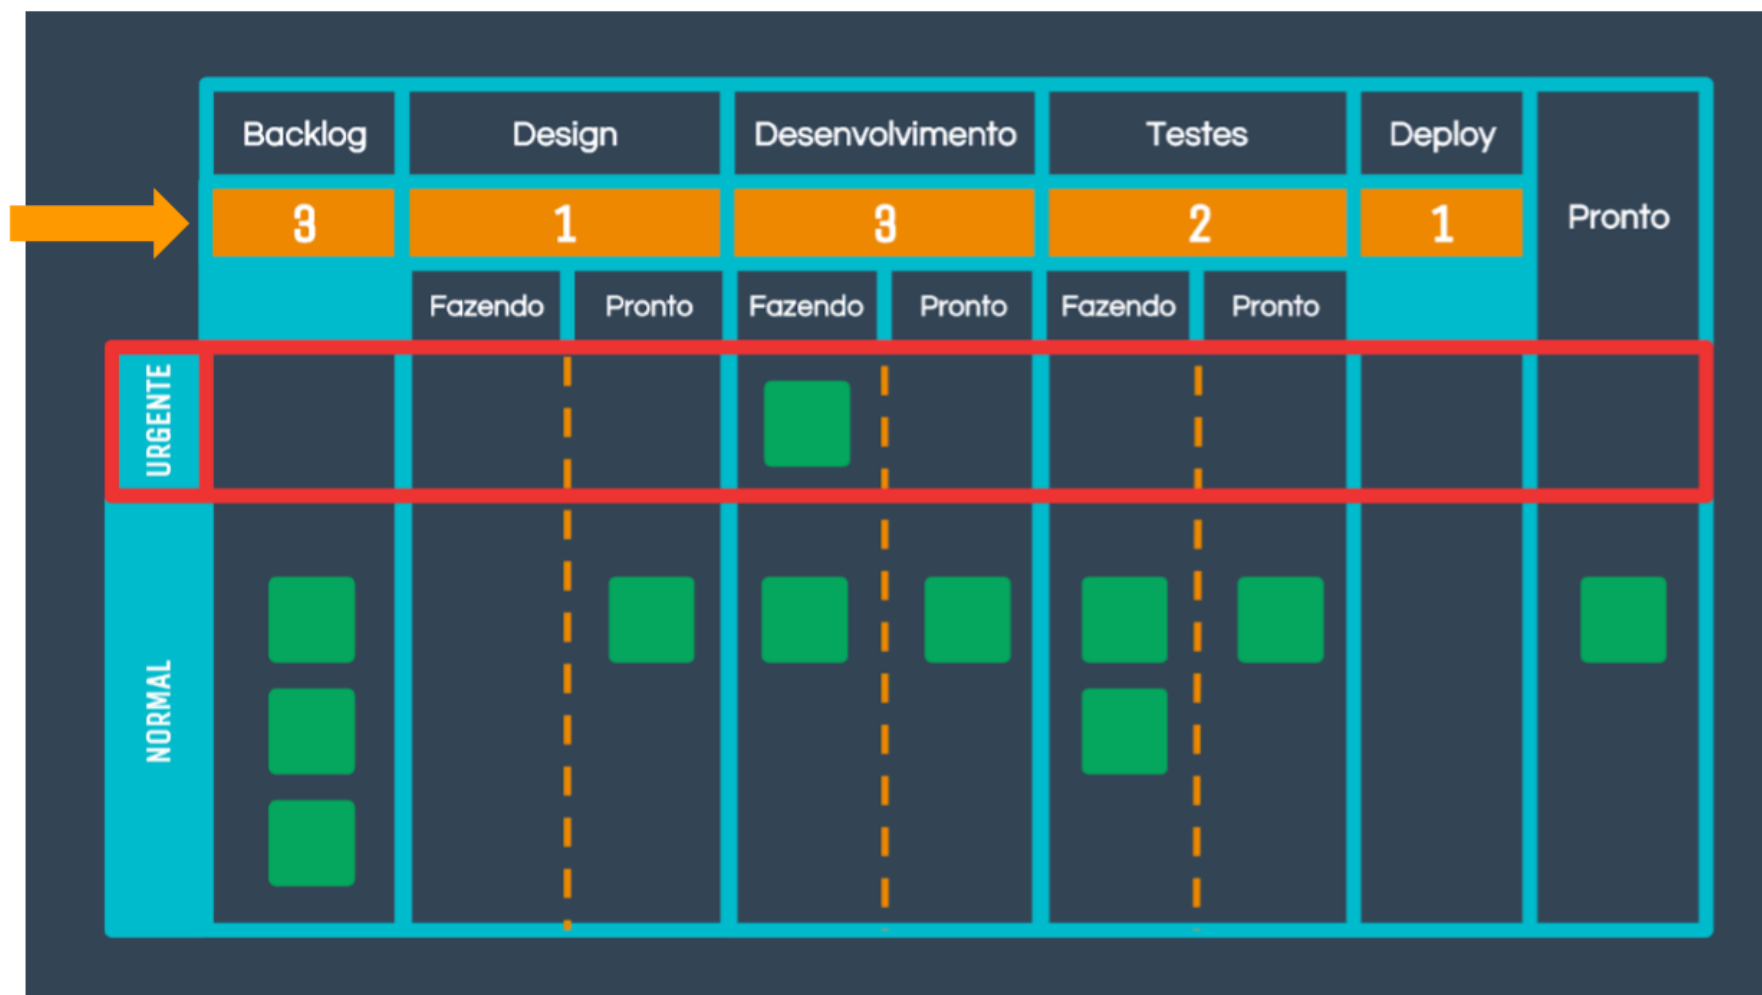 Backlog
Design
Desenvolvimento
Testes
Deploy
Pronto
3
1
3
2
1
Fazendo
Pronto
Fazendo
Pronto
Fazendo
Pronto
URGENTE
NORMAL